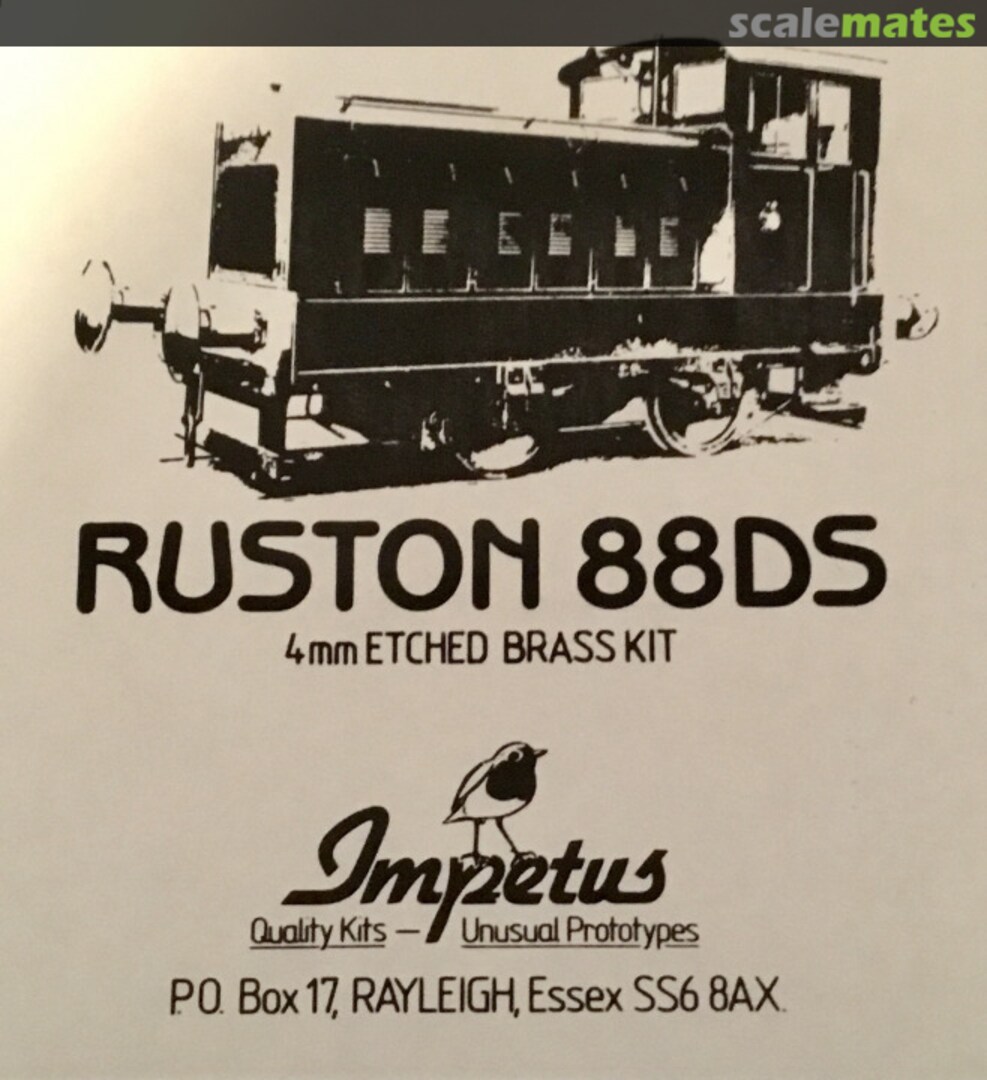 scalemates
RUSTON 88DS
4mm ETCHED BRASS KIT
Impetus
Quality Kits — Unusual Prototypes
P.O. Box 17, RAYLEIGH, Essex SS6 8AX.